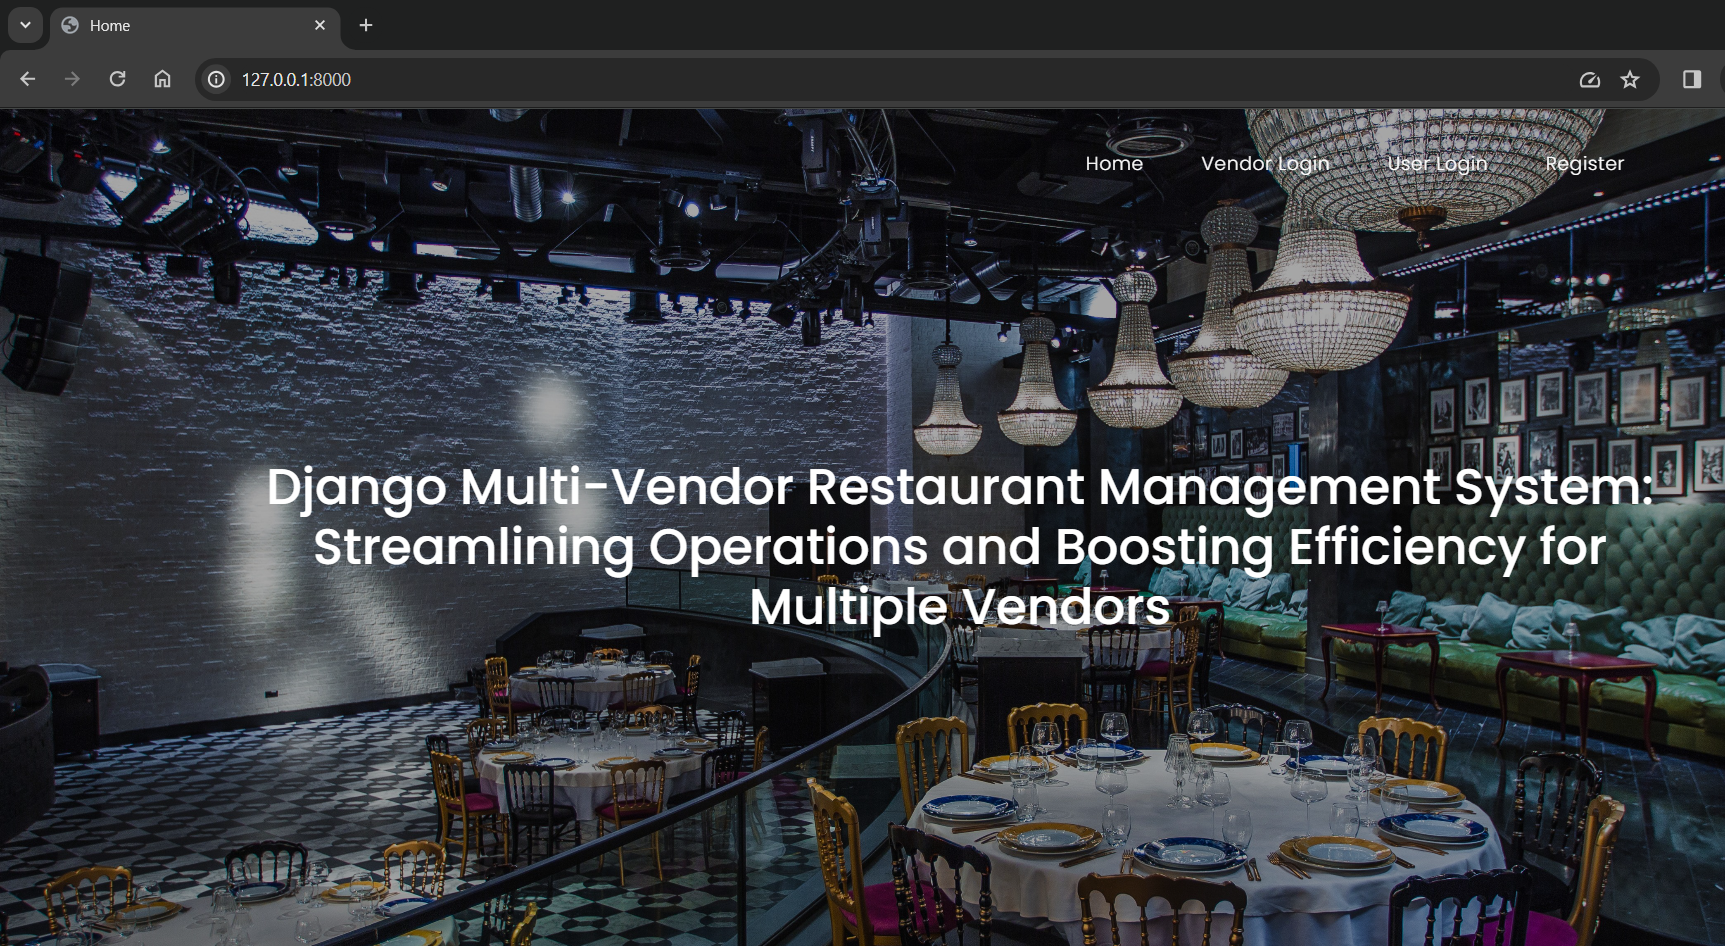 Home
127.0.0.1:8000
Home Vendor Login User Login Register
Django Multi-Vendor Restaurant Management System:
Streamlining Operations and Boosting Efficiency for
Multiple Vendors